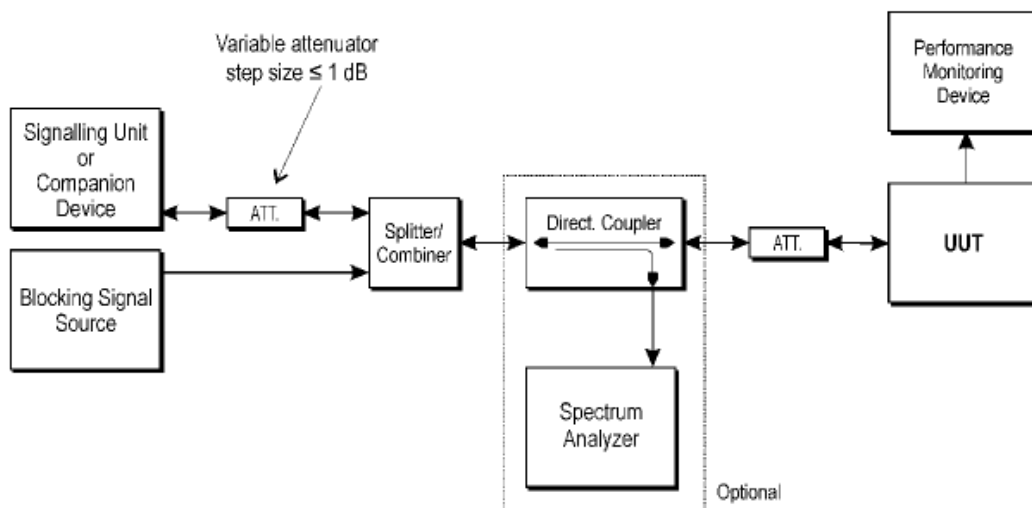 Variable attenuator
step size ≤ 1 dB
Performance
Monitoring
Device
Signalling Unit
or
Companion
Device
ATT.
Splitter/
Combiner
Direct. Coupler
ATT.
UUT
Blocking Signal
Source
Spectrum
Analyzer
Optional